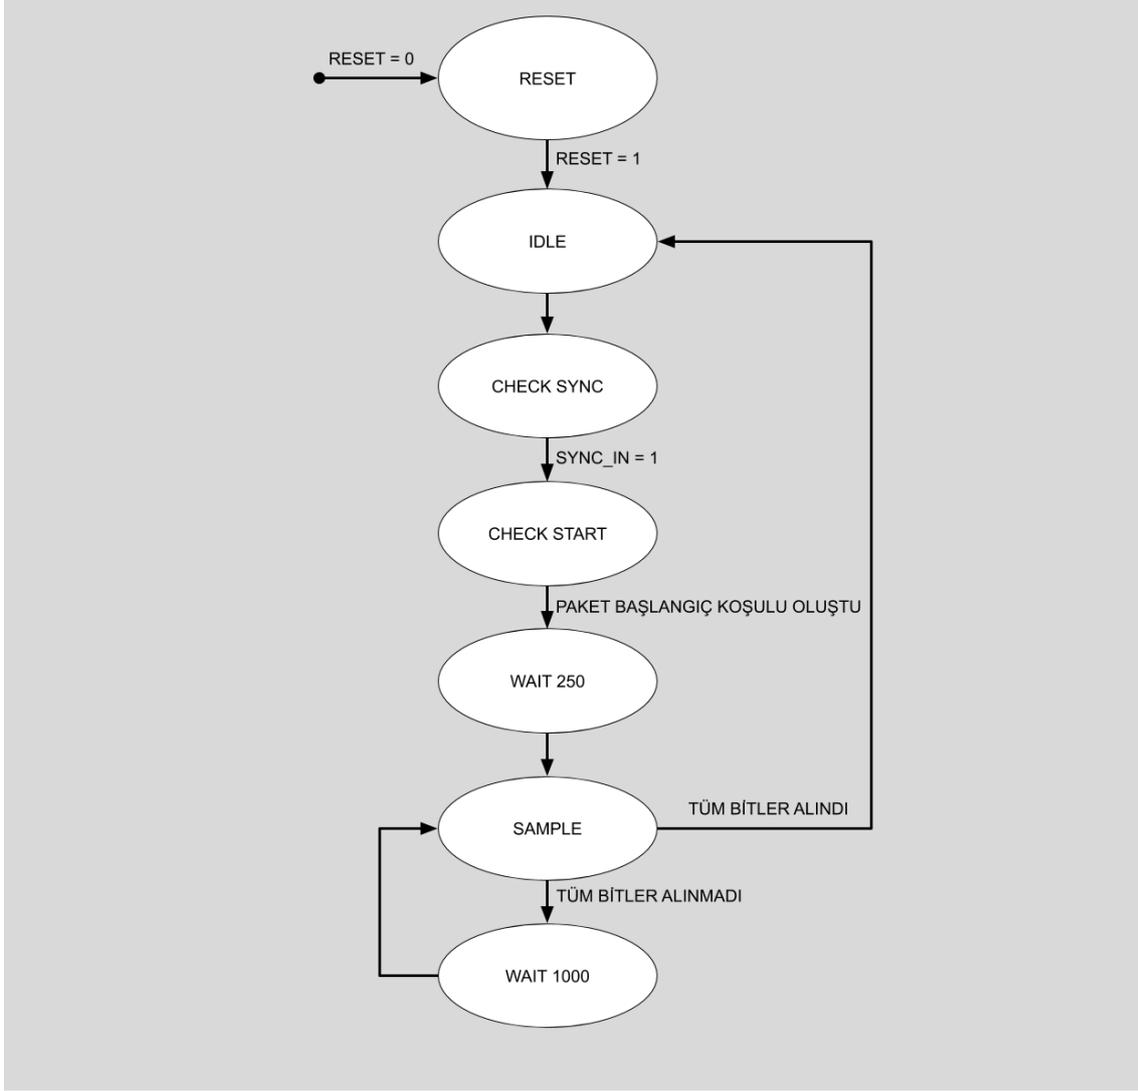 RESET = 0
RESET
RESET = 1
IDLE
CHECK SYNC
SYNC_IN = 1
CHECK START
PAKET BAŞLANGIÇ KOŞULU OLUŞTU
WAIT 250
TÜM BİTLER ALINDI
SAMPLE
TÜM BİTLER ALINMADI
WAIT 1000